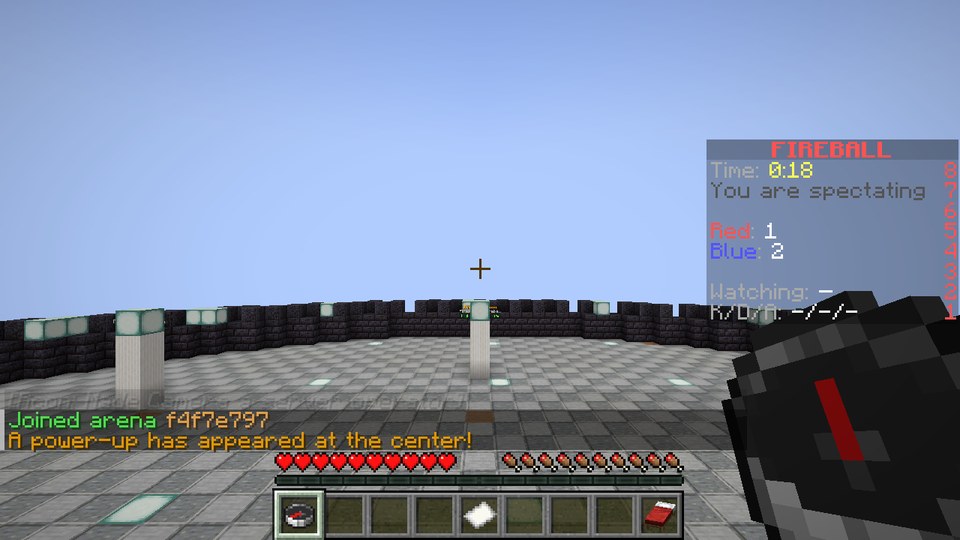 FIREBALL
Time: 0:18 8
You are spectating 7
6
Red: 1 5
Blue: 2 4
3
Watching: - 2
K/D/A: -/-/- 1
Joined arena f4f7e797
A power-up has appeared at the center!